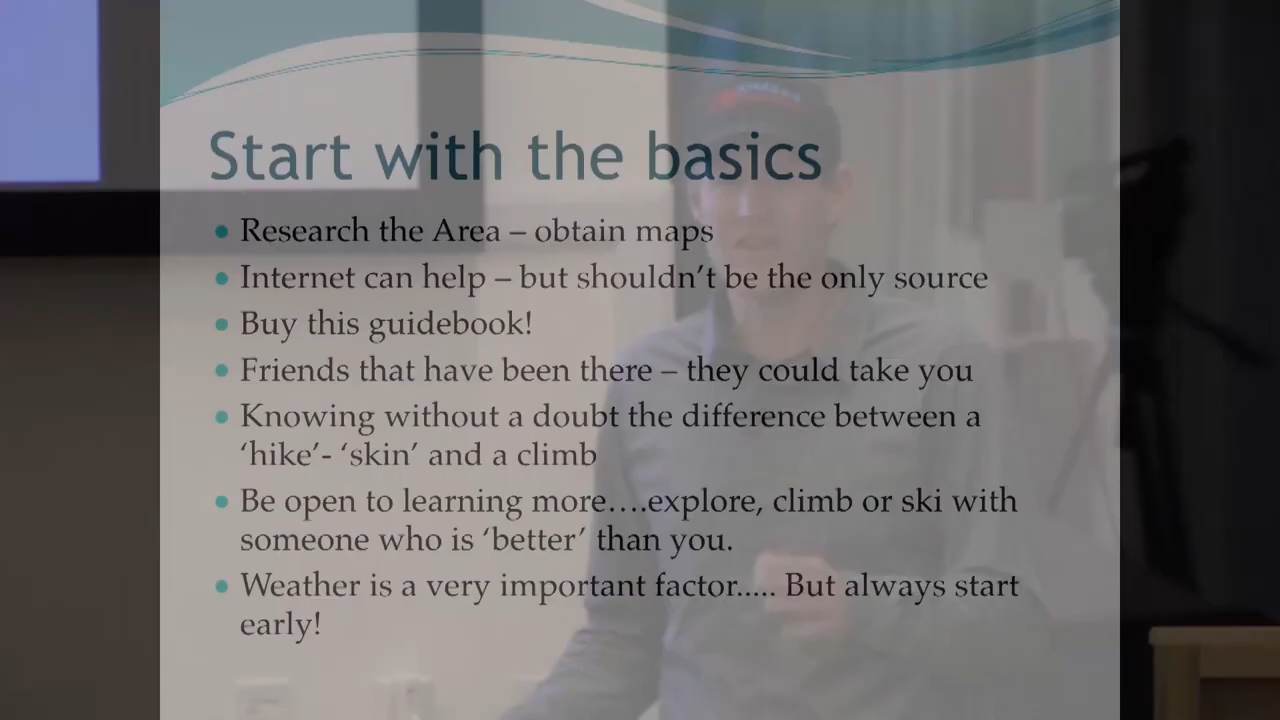 Start with the basics
• Research the Area – obtain maps
• Internet can help – but shouldn’t be the only source
• Buy this guidebook!
• Friends that have been there – they could take you
• Knowing without a doubt the difference between a
‘hike’- ‘skin’ and a climb
• Be open to learning more….explore, climb or ski with
someone who is ‘better’ than you.
• Weather is a very important factor..... But always start
early!